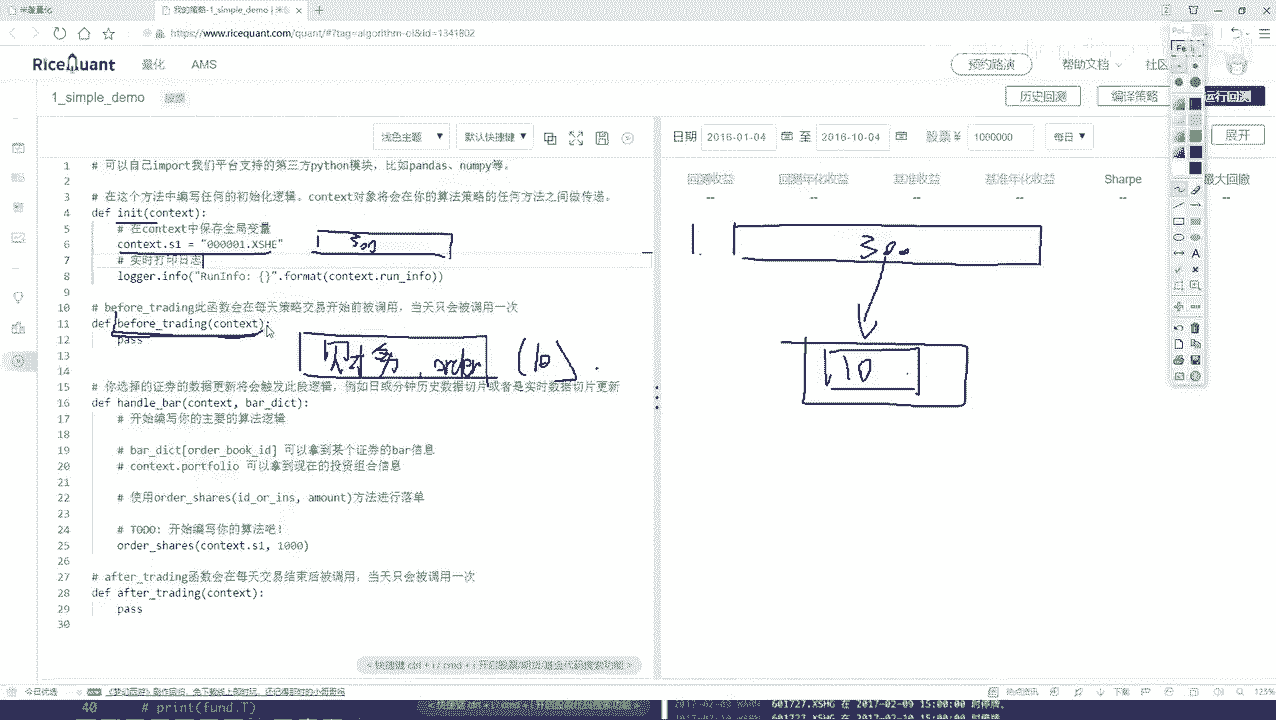 米筐量化
我的策略-1_simple_demo | 米
https://www.ricequant.com/quant/#?tag=algorithm-ol&id=1341802
RiceQuant 量化 AMS 预约路演 帮助文档 社区
1_simple_demo 历史回测 编译策略 运行回测
浅色主题 默认快捷键 日期 2016-01-04 至 2016-10-04 股票 ¥ 1000000 每日 展开
回测收益 回测年化收益 基准收益 基准年化收益 Sharpe 最大回撤
-- -- -- -- -- --
1 # 可以自己import我们平台支持的第三方python模块，比如pandas、numpy等。
2
3 # 在这个方法中编写任何的初始化逻辑。context对象将会在你的算法策略的任何方法之间做传递。
4 def init(context):
5 # 在context中保存全局变量
6 context.s1 = "000001.XSHE"
7 # 实时打印日志
8 logger.info("RunInfo: {}".format(context.run_info))
9
10 # before_trading此函数会在每天策略交易开始前被调用，当天只会被调用一次
11 def before_trading(context):
12 pass
13
14
15 # 你选择的证券的数据更新将会触发此段逻辑，例如日或分钟历史数据切片或者是实时数据切片更新
16 def handle_bar(context, bar_dict):
17 # 开始编写你的主要的算法逻辑
18
19 # bar_dict[order_book_id] 可以拿到某个证券的bar信息
20 # context.portfolio 可以拿到现在的投资组合信息
21
22 # 使用order_shares(id_or_ins, amount)方法进行落单
23
24 # TODO: 开始编写你的算法吧！
25 order_shares(context.s1, 1000)
26
27 # after_trading函数会在每天交易结束后被调用，当天只会被调用一次
28 def after_trading(context):
29 pass
30
300
财务 order (10)
1. 300
10
今日优选 下载 123%
40 # print(fund.T)
601727.XSHG 在 2017-02-09 15:00:00 时停牌。